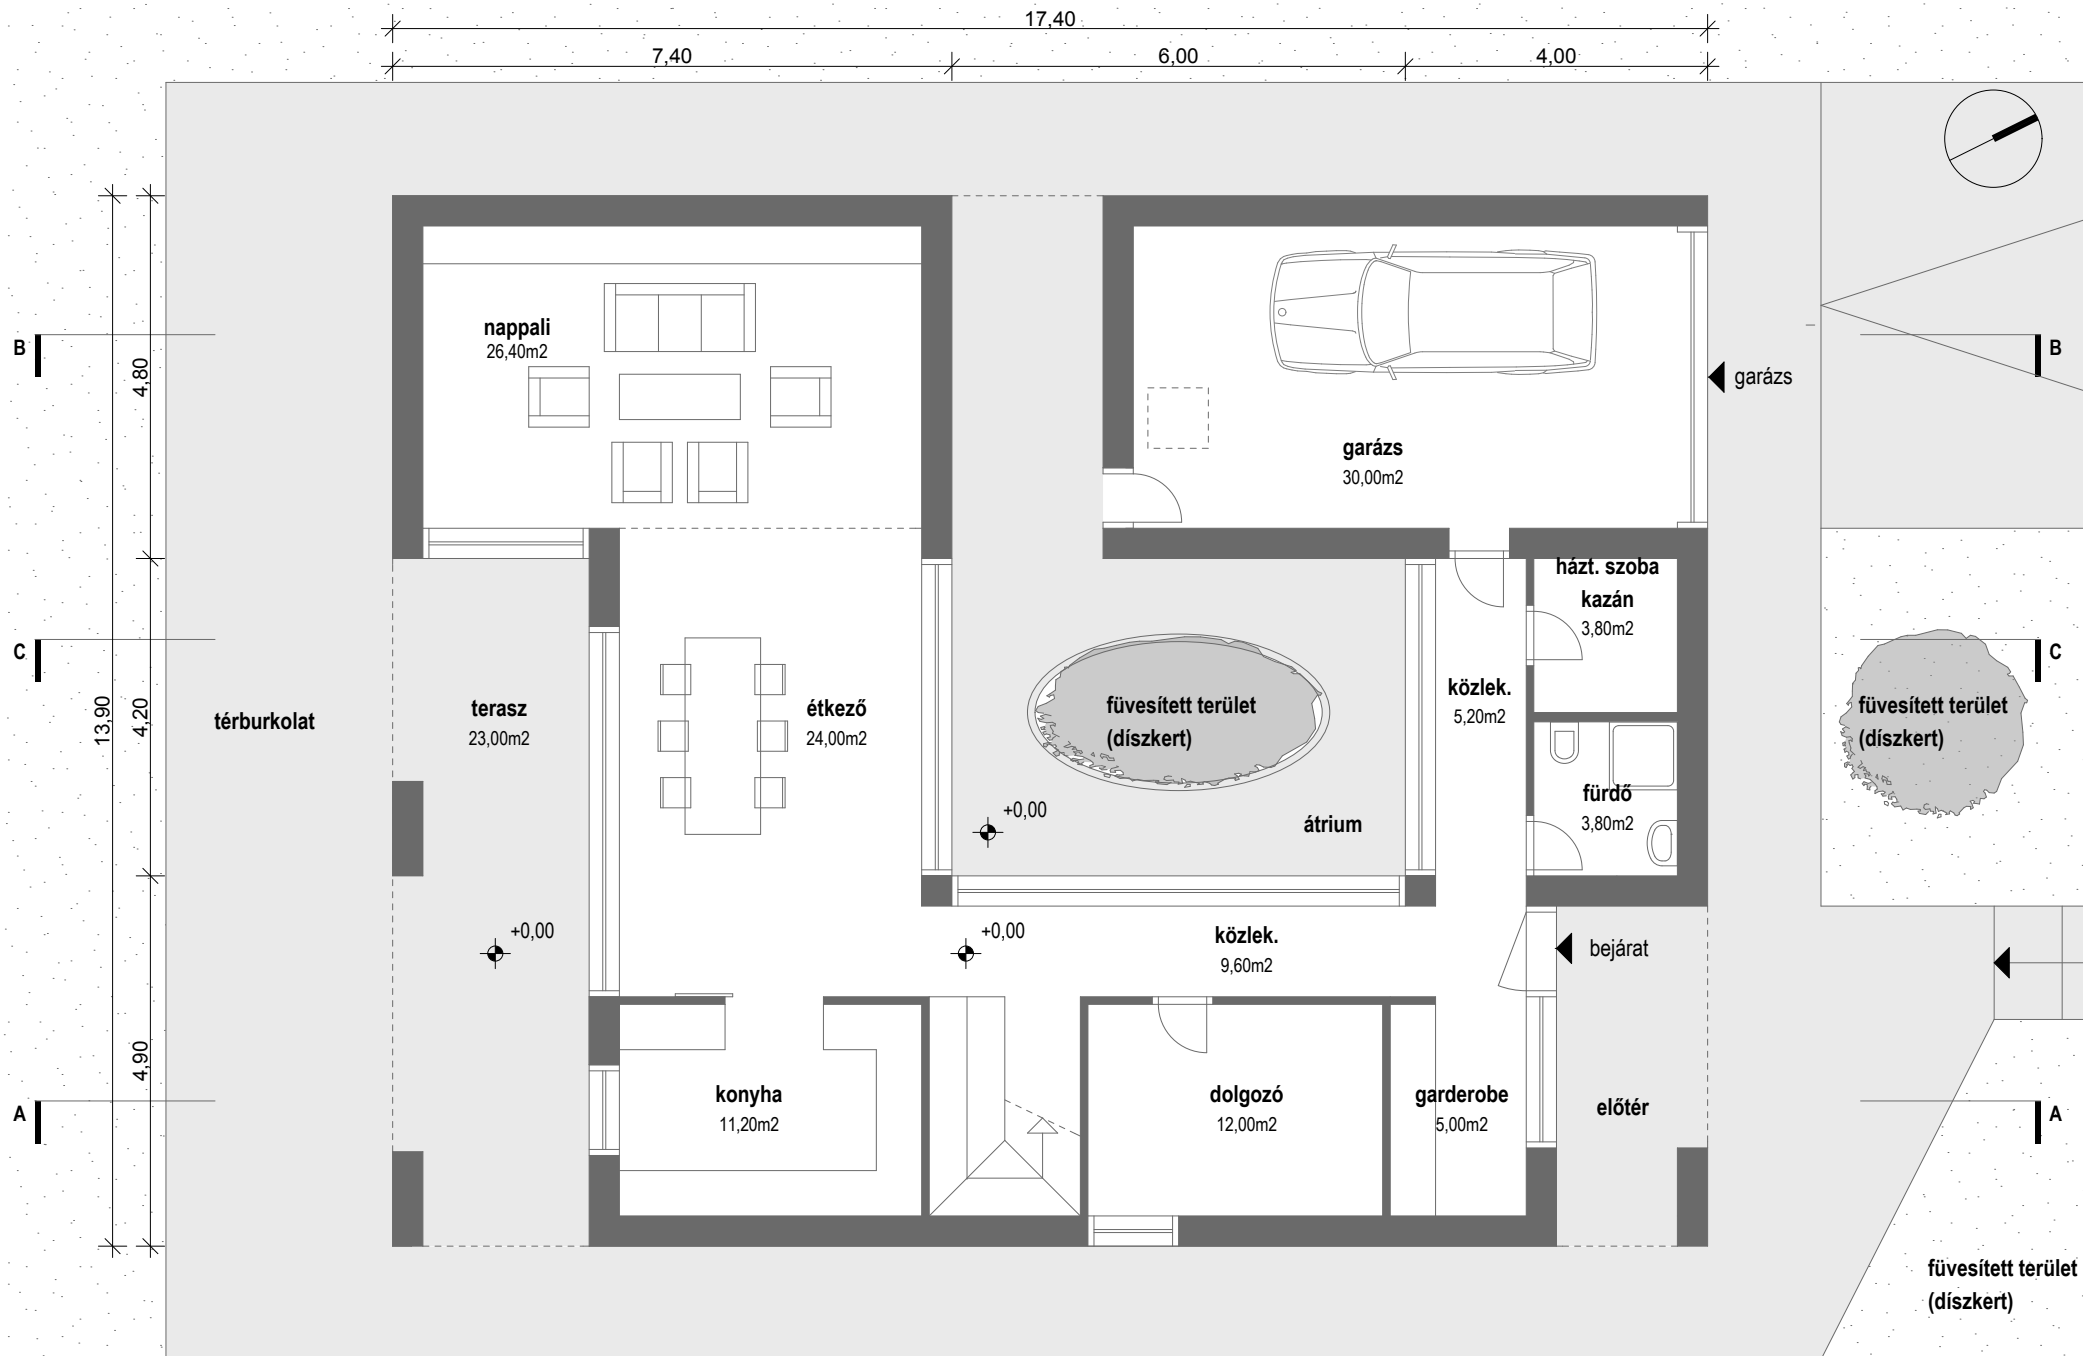 17,40
7,40
6,00
4,00
nappali
26,40m2
B
B
4,80
garázs
garázs
30,00m2
házt. szoba
kazán
3,80m2
C
C
13,90
4,20
térburkolat
terasz
23,00m2
étkező
24,00m2
füvesített terület
(díszkert)
közlek.
5,20m2
füvesített terület
(díszkert)
fürdő
3,80m2
+0,00
átrium
+0,00
+0,00
közlek.
9,60m2
bejárat
4,90
konyha
11,20m2
dolgozó
12,00m2
garderobe
5,00m2
előtér
A
A
füvesített terület
(díszkert)